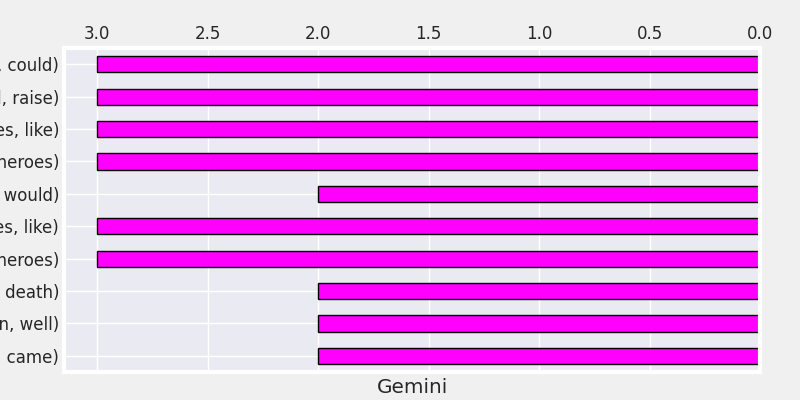 3.0 2.5 2.0 1.5 1.0 0.5 0.0
, could)
, raise)
es, like)
heroes)
would)
es, like)
heroes)
death)
n, well)
came)
Gemini